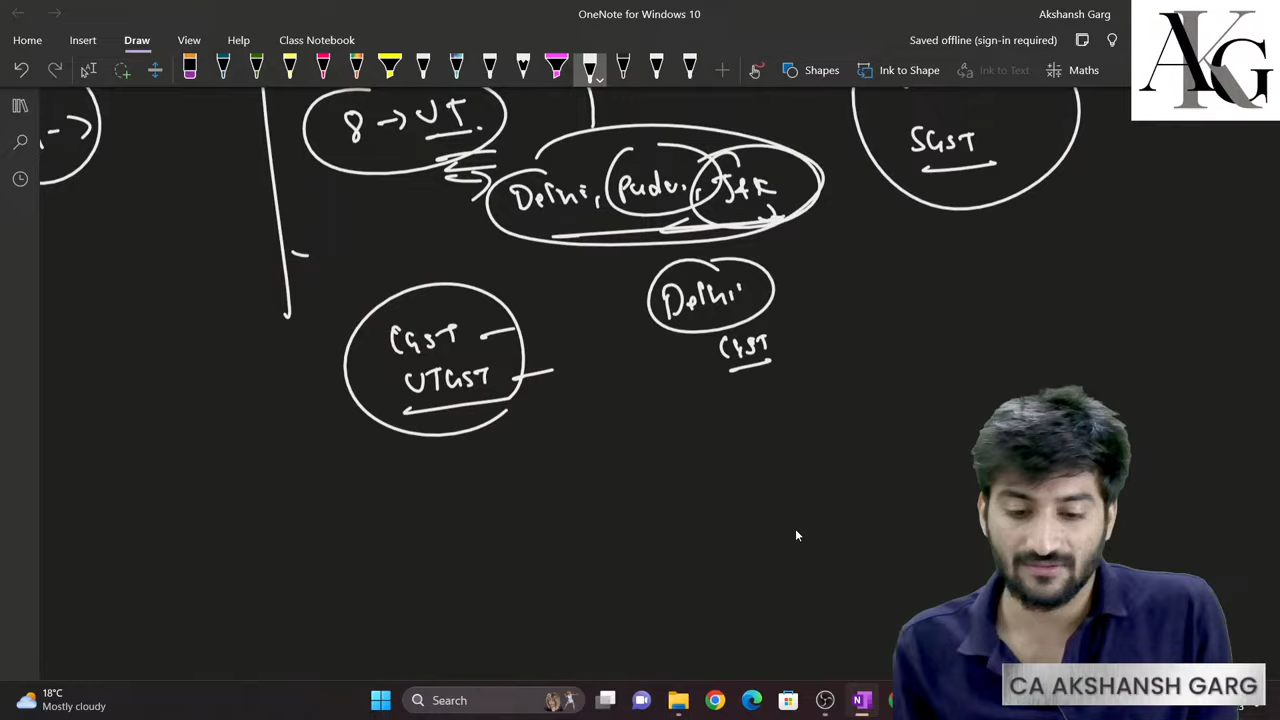 OneNote for Windows 10
Akshansh Garg
Home Insert Draw View Help Class Notebook
Saved offline (sign-in required)
Shapes Ink to Shape Ink to Text Maths
AKG
8 → UT.
SGST
Delhi, pudu., J&K
Delhi
CGST
CGST
UTGST
CA AKSHANSH GARG
18°C
Mostly cloudy
Search